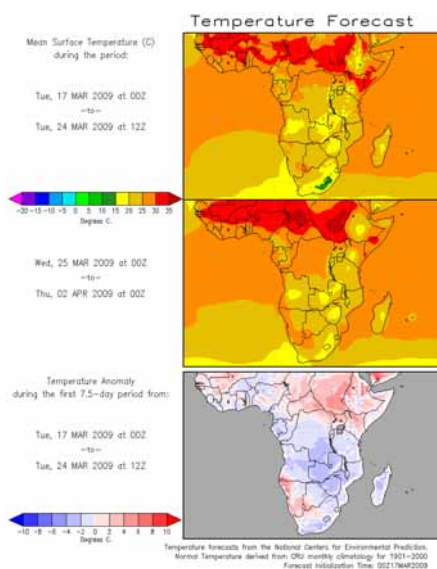 Temperature Forecast
Mean Surface Temperature (C)
during the period:
Tue, 17 MAR 2009 at 00Z
—to—
Tue, 24 MAR 2009 at 12Z
-20 -15 -10 -5 0 5 10 15 20 25 30 35
Degrees C.
Wed, 25 MAR 2009 at 00Z
—to—
Thu, 02 APR 2009 at 00Z
Temperature Anomaly
during the first 7.5-day period from:
Tue, 17 MAR 2009 at 00Z
—to—
Tue, 24 MAR 2009 at 12Z
-10 -8 -6 -4 -2 0 2 4 6 8 10
Degrees C.
Temperature forecasts from the National Centers for Environmental Prediction.
Normal Temperature derived from CRU monthly climatology for 1901-2000
Forecast Initialization Time: 00Z17MAR2009